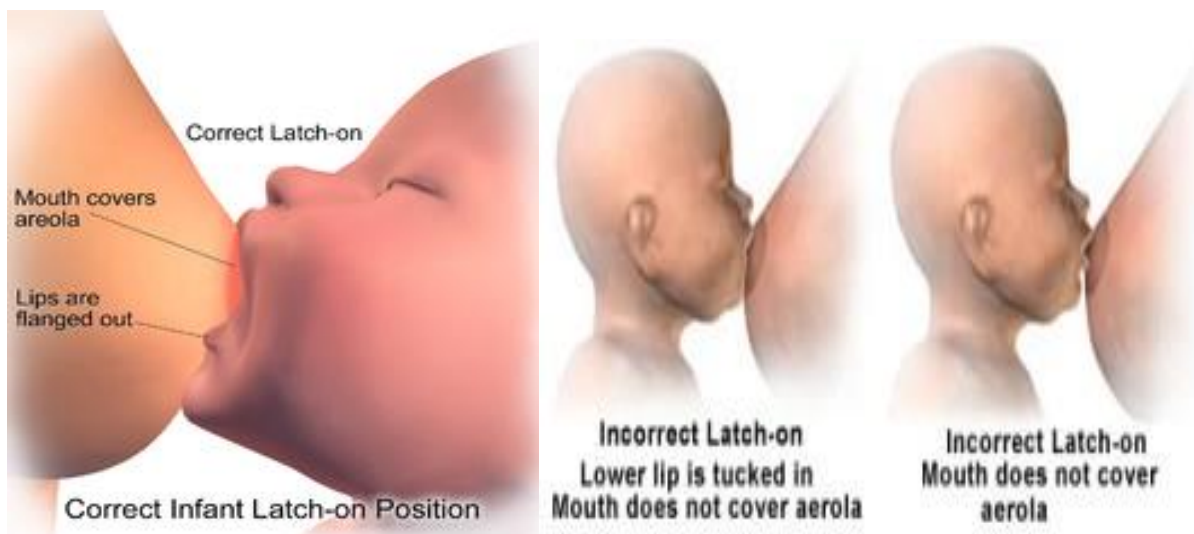 Correct Latch-on
Mouth covers
areola
Lips are
flanged out
Correct Infant Latch-on Position
Incorrect Latch-on
Lower lip is tucked in
Mouth does not cover aerola
Incorrect Latch-on
Mouth does not cover
aerola